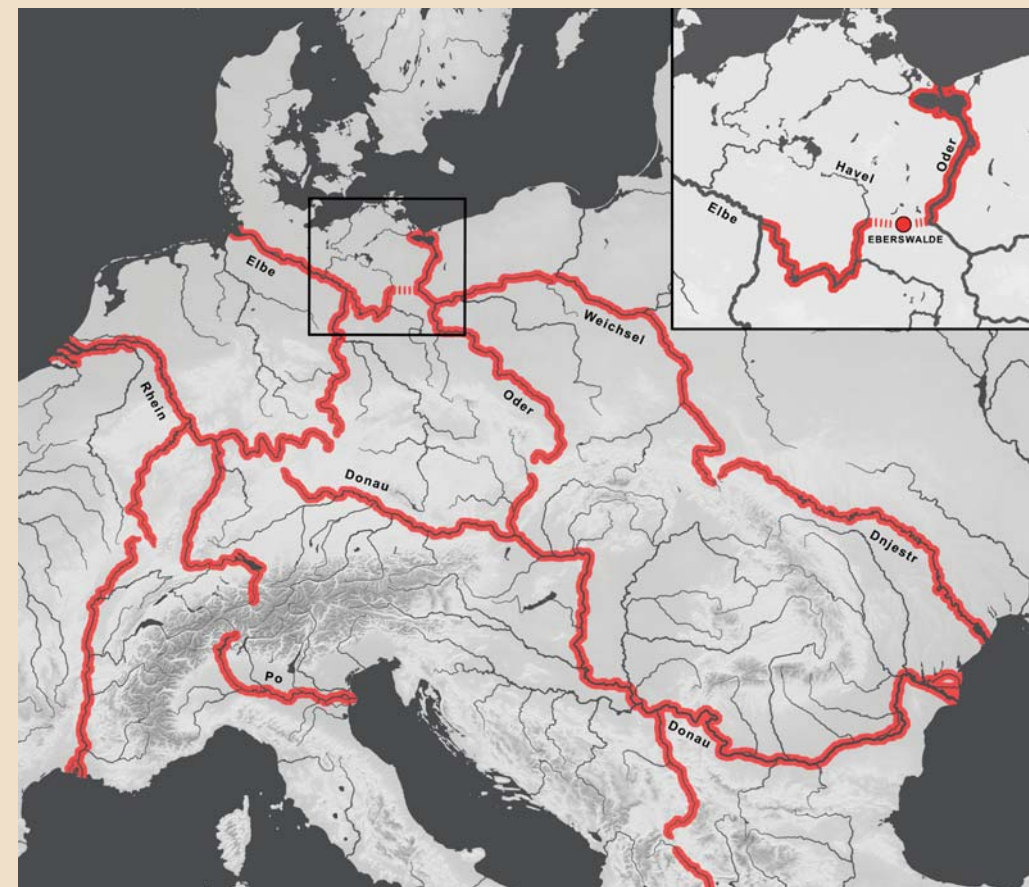 Havel
Oder
Elbe
EBERSWALDE
Elbe
Weichsel
Rhein
Oder
Donau
Dnjestr
Po
Donau